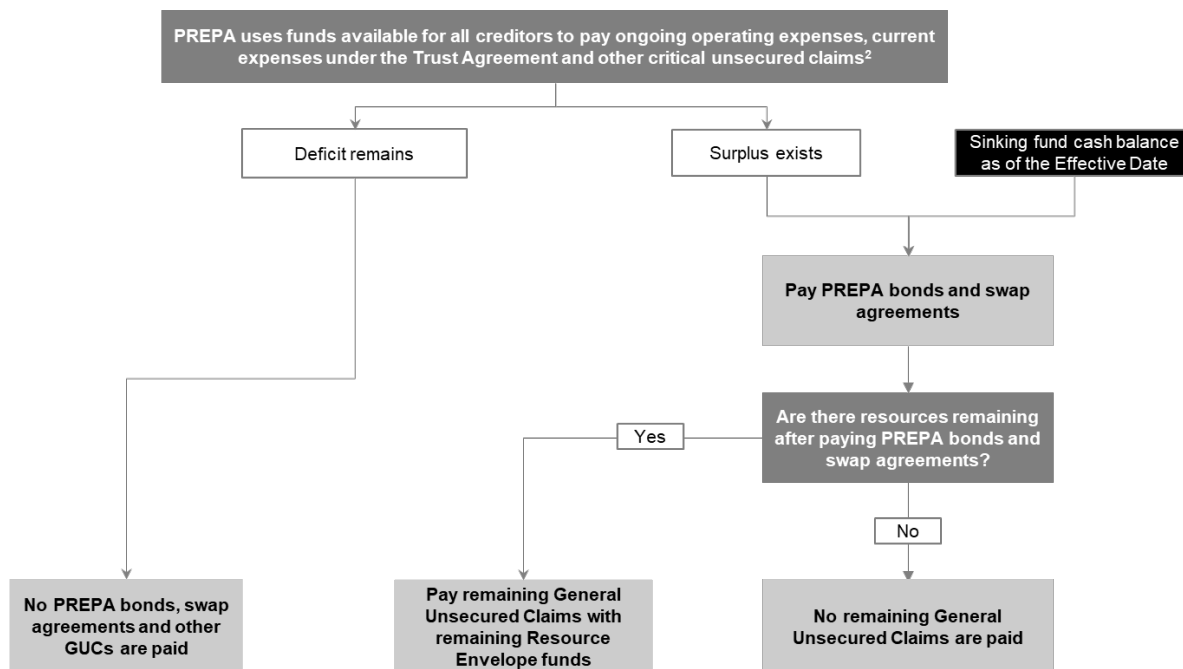 PREPA uses funds available for all creditors to pay ongoing operating expenses, current
expenses under the Trust Agreement and other critical unsecured claims²
Deficit remains
Surplus exists
Sinking fund cash balance
as of the Effective Date
Pay PREPA bonds and swap
agreements
Are there resources remaining
after paying PREPA bonds and
swap agreements?
Yes
No
No PREPA bonds, swap
agreements and other
GUCs are paid
Pay remaining General
Unsecured Claims with
remaining Resource
Envelope funds
No remaining General
Unsecured Claims are paid